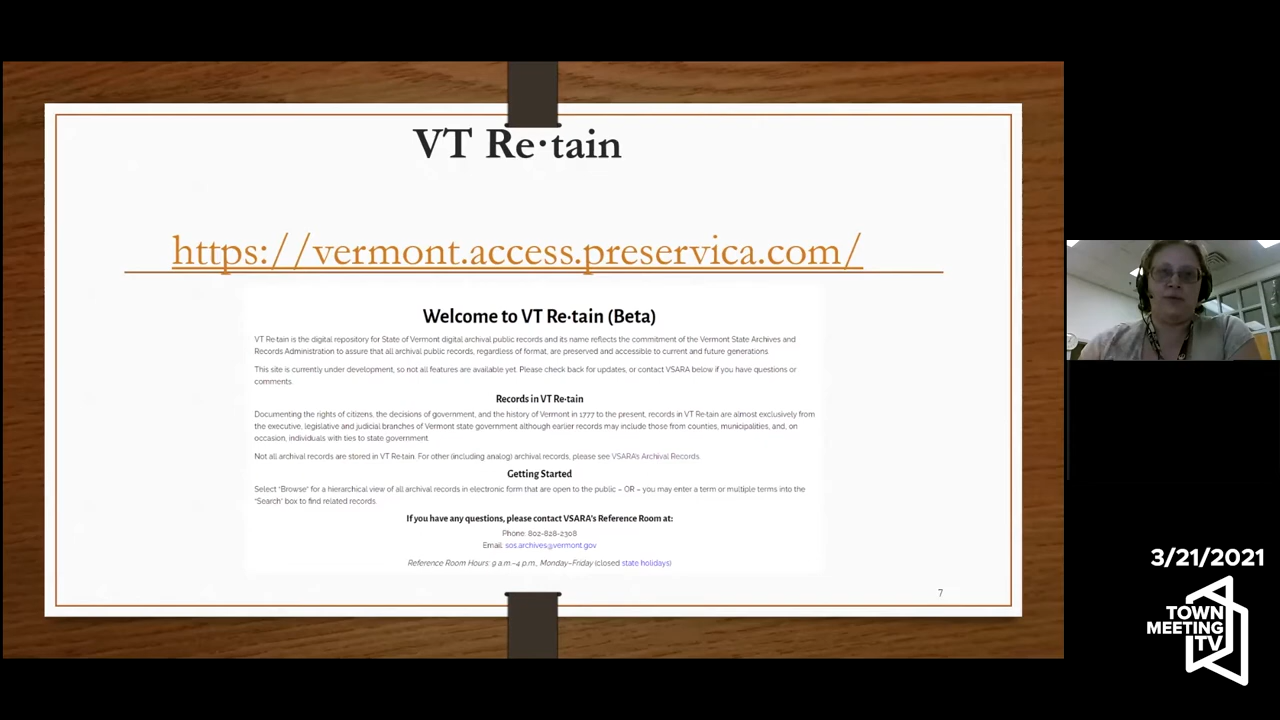 VT Re·tain
https://vermont.access.preservica.com/
Welcome to VT Re·tain (Beta)
VT Re·tain is the digital repository for State of Vermont digital archival public records and its name reflects the commitment of the Vermont State Archives and
Records Administration to assure that all archival public records, regardless of format, are preserved and accessible to current and future generations
This site is currently under development, so not all features are available yet. Please check back for updates, or contact VSARA below if you have questions or
comments.
Records in VT Re·tain
Documenting the rights of citizens, the decisions of government, and the history of Vermont in 1777 to the present, records in VT Re·tain are almost exclusively from
the executive, legislative and judicial branches of Vermont state government although earlier records may include those from counties, municipalities, and, on
occasion, individuals with ties to state government.
Not all archival records are stored in VT Re·tain. For other (including analog) archival records, please see VSARA's Archival Records.
Getting Started
Select "Browse" for a hierarchical view of all archival records in electronic form that are open to the public – OR – you may enter a term or multiple terms into the
"Search" box to find related records.
If you have any questions, please contact VSARA's Reference Room at:
Phone: 802-828-2308
Email: sos.archives@vermont.gov
Reference Room Hours: 9 a.m.-4 p.m., Monday-Friday (closed state holidays)
7
3/21/2021
TOWN
MEETING
TV